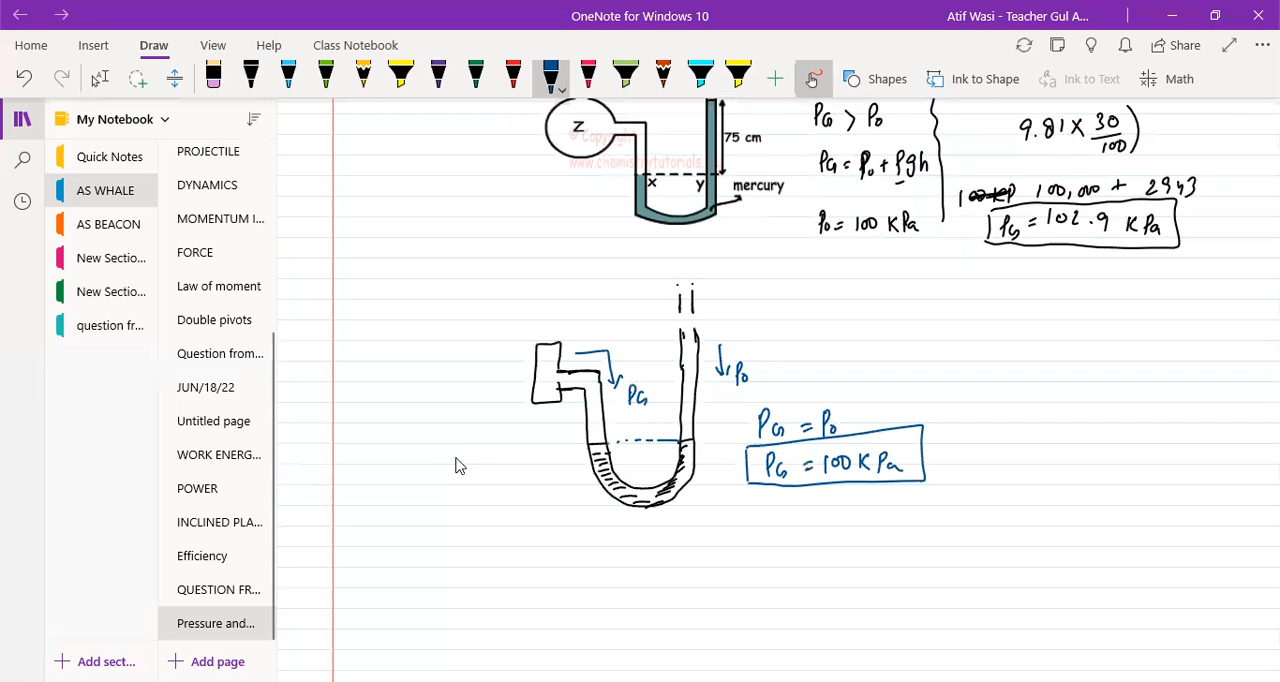 OneNote for Windows 10
Atif Wasi - Teacher Gul A...
Home Insert Draw View Help Class Notebook
Share
Shapes
Ink to Shape
Ink to Text
Math
My Notebook
Quick Notes
AS WHALE
AS BEACON
New Sectio...
New Sectio...
question fr...
Add sect...
PROJECTILE
DYNAMICS
MOMENTUM I...
FORCE
Law of moment
Double pivots
Question from...
JUN/18/22
Untitled page
WORK ENERG...
POWER
INCLINED PLA...
Efficiency
QUESTION FR...
Pressure and...
Add page
Z
75 cm
© Copyright
www.chemistrytutorials.
x y
mercury
PG > Po
PG = Po + ρgh
Po = 100 KPa
9.81 × 30/100)
100,000 + 2943
PG = 102.9 KPa
ii
PG
Po
PG = Po
PG = 100 KPa